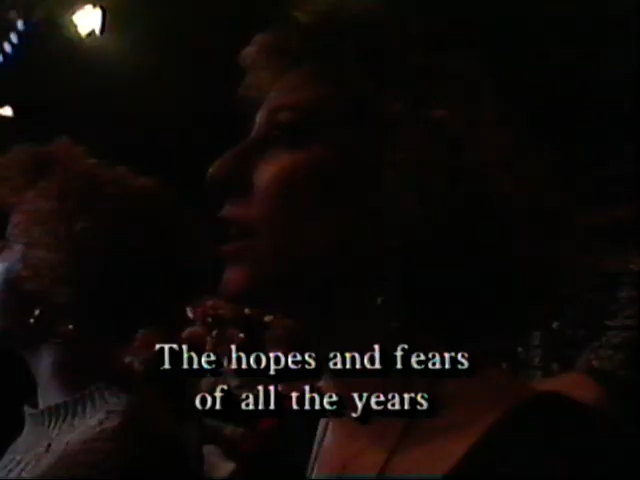 The hopes and fears
of all the years